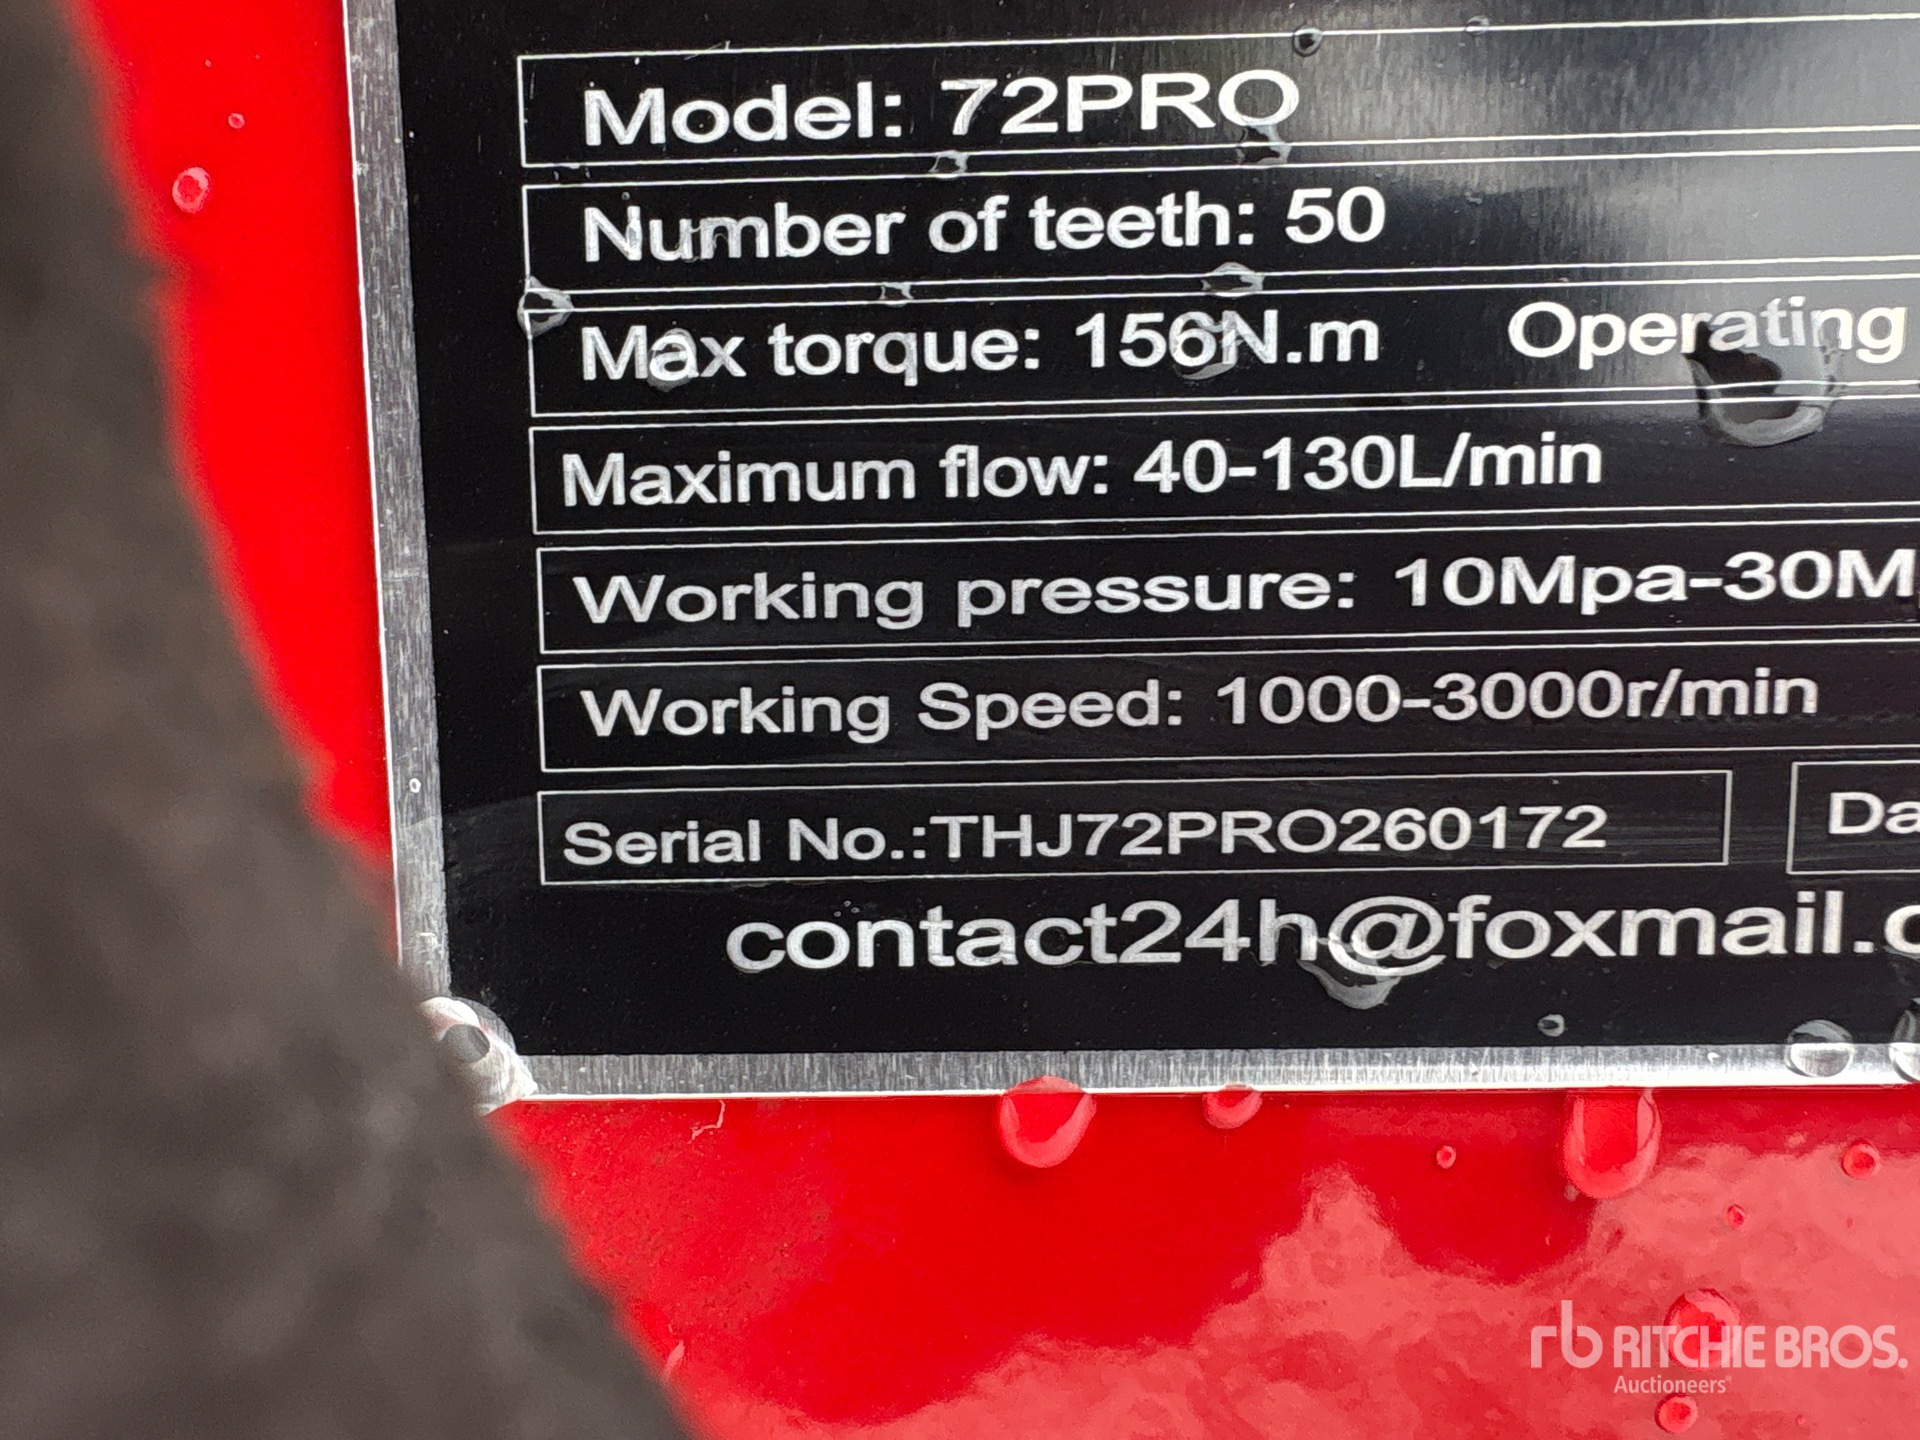 Model: 72PRO
Number of teeth: 50
Max torque: 156N.m Operating
Maximum flow: 40-130L/min
Working pressure: 10Mpa-30M
Working Speed: 1000-3000r/min
Serial No.:THJ72PRO260172 Da
contact24h@foxmail.c
rb RITCHIE BROS.
Auctioneers